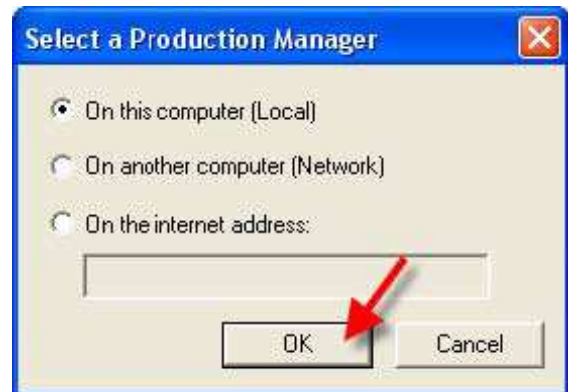 Select a Production Manager
On this computer (Local)
On another computer (Network)
On the internet address:
OK
Cancel